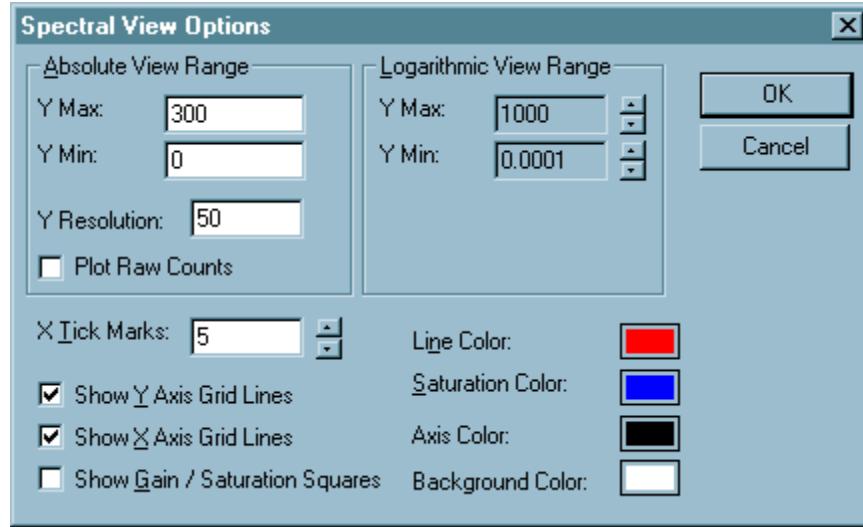 Spectral View Options
Absolute View Range
Y Max: 300
Y Min: 0
Y Resolution: 50
Plot Raw Counts
Logarithmic View Range
Y Max: 1000
Y Min: 0.0001
OK
Cancel
X Tick Marks: 5
Show Y Axis Grid Lines
Show X Axis Grid Lines
Show Gain / Saturation Squares
Line Color:
Saturation Color:
Axis Color:
Background Color: